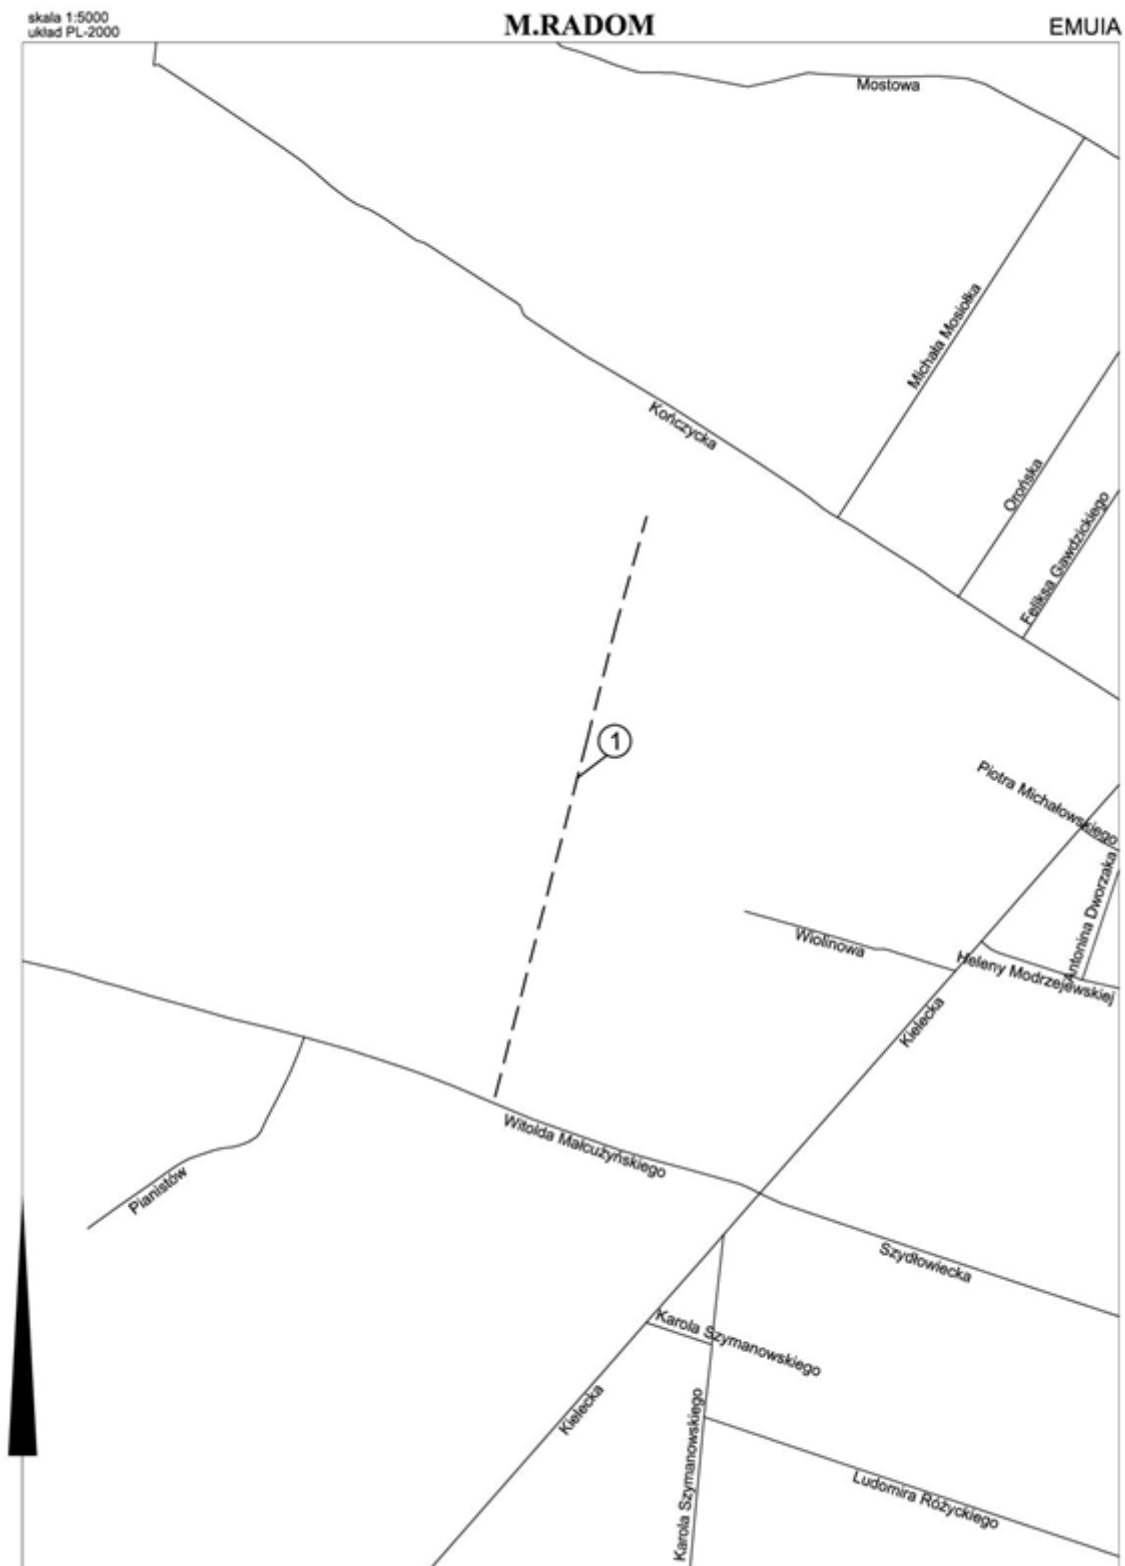 skala 1:5000
układ PL-2000
M.RADOM
EMUIA
Mostowa
Michała Mosiołka
Kończycka
Orońska
Feliksa Gawdzickiego
1
Piotra Michałowskiego
Antonina Dworzaka
Wiolinowa
Heleny Modrzejewskiej
Kielecka
Witolda Małcużyńskiego
Pianistów
Szydłowiecka
Karola Szymanowskiego
Kielecka
Karola Szymanowskiego
Ludomira Różyckiego